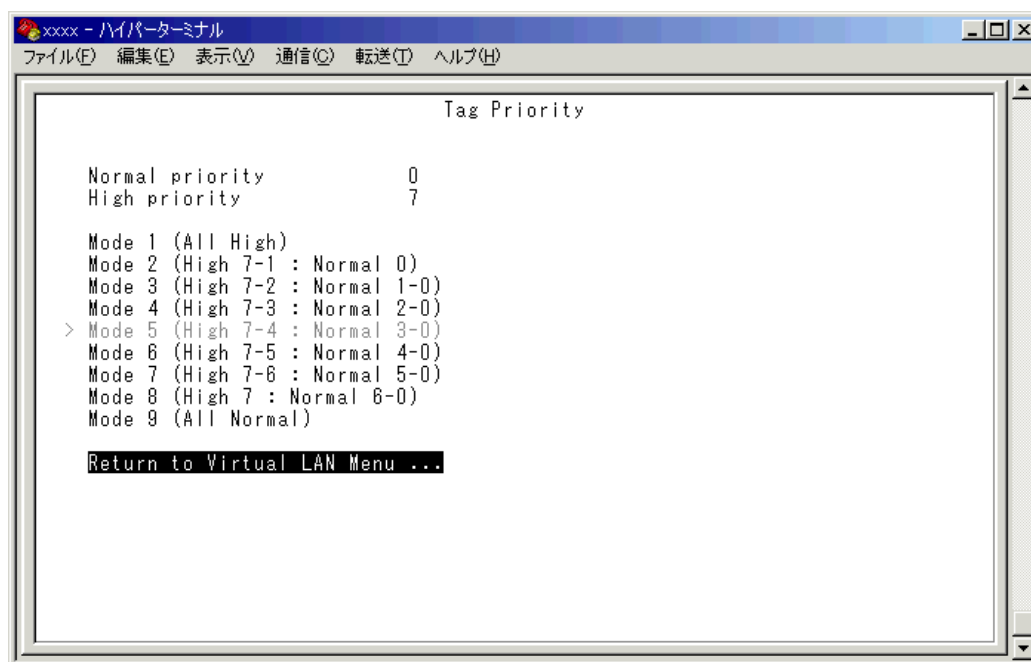 xxxx - ハイパーターミナル
ファイル(F) 編集(E) 表示(V) 通信(C) 転送(T) ヘルプ(H)
Tag Priority
Normal priority 0
High priority 7
Mode 1 (All High)
Mode 2 (High 7-1 : Normal 0)
Mode 3 (High 7-2 : Normal 1-0)
Mode 4 (High 7-3 : Normal 2-0)
> Mode 5 (High 7-4 : Normal 3-0)
Mode 6 (High 7-5 : Normal 4-0)
Mode 7 (High 7-6 : Normal 5-0)
Mode 8 (High 7 : Normal 6-0)
Mode 9 (All Normal)
Return to Virtual LAN Menu ...